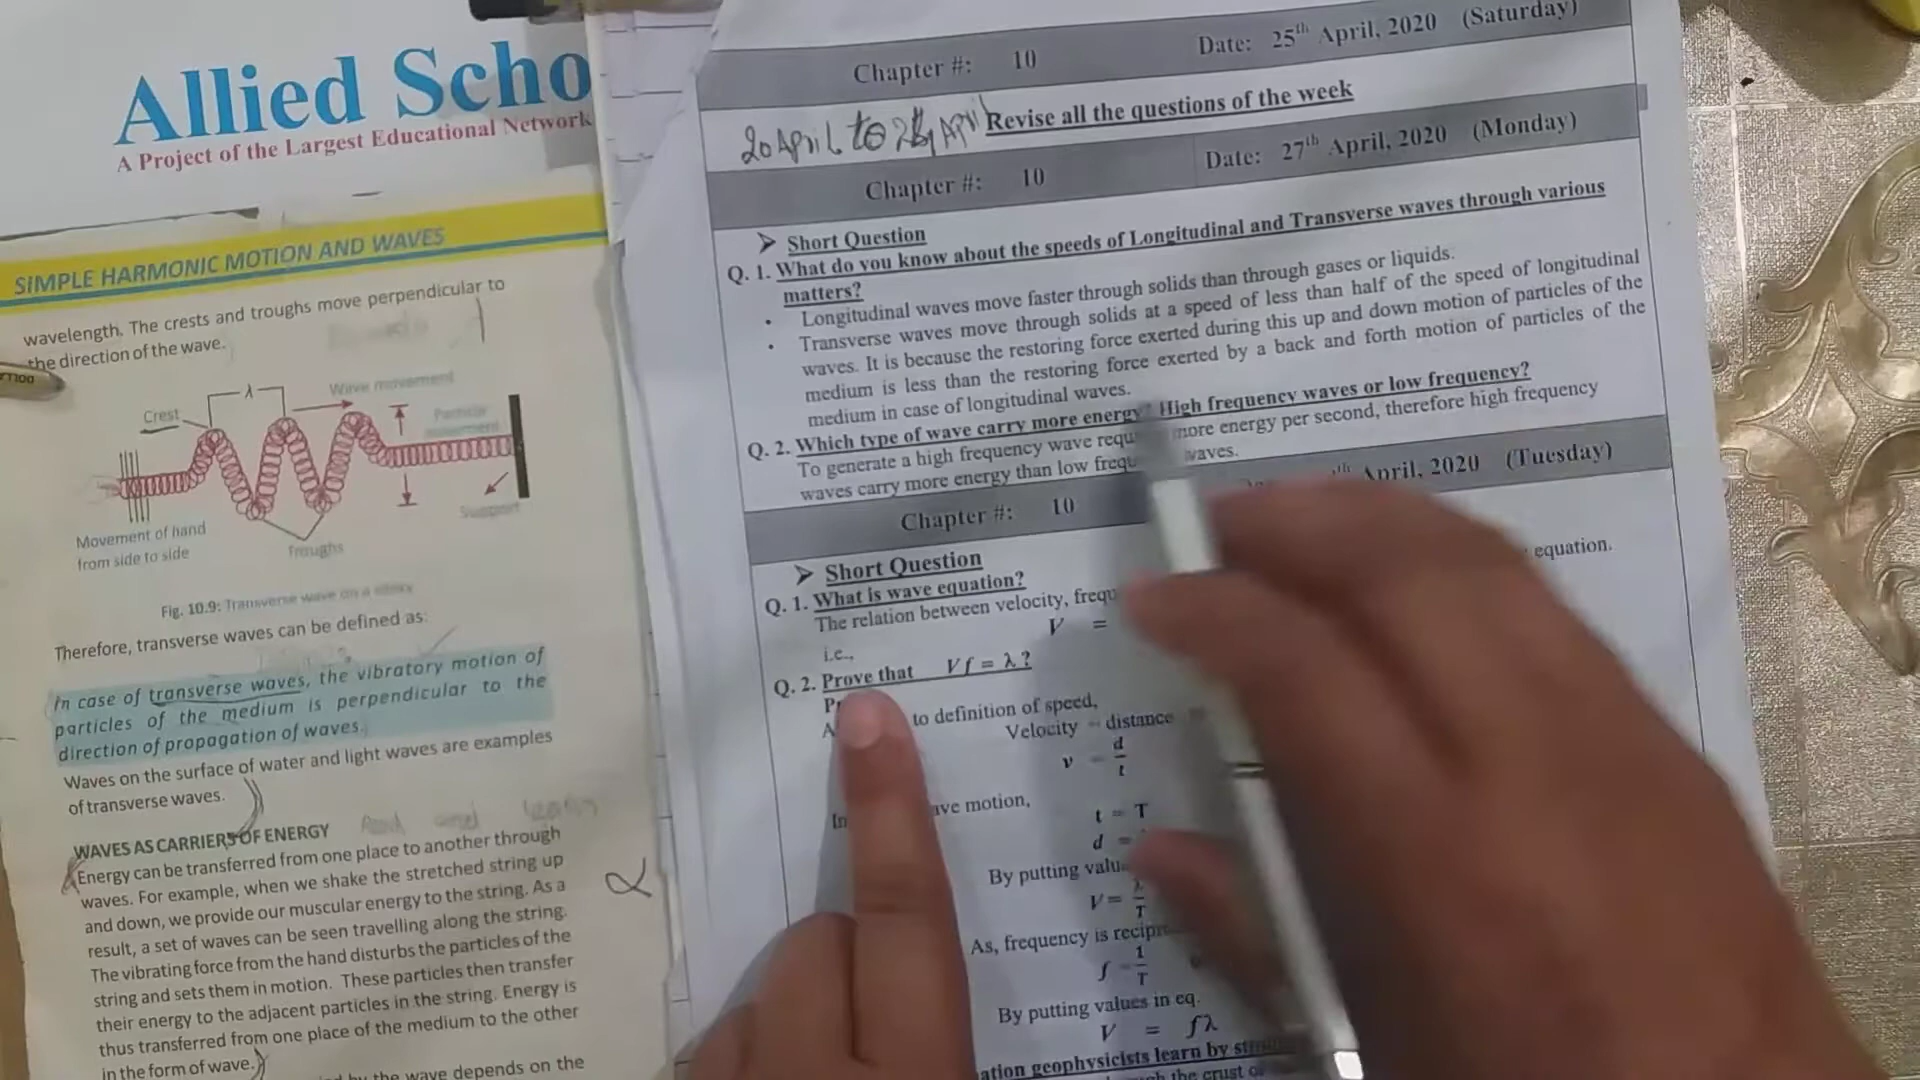 Allied Scho
A Project of the Largest Educational Network
SIMPLE HARMONIC MOTION AND WAVES
wavelength. The crests and troughs move perpendicular to
the direction of the wave.
λ
Wave movement
Crest
Particle
movement
Support
Movement of hand
from side to side
Troughs
Fig. 10.9: Transverse wave on a
Therefore, transverse waves can be defined as:
In case of transverse waves, the vibratory motion of
particles of the medium is perpendicular to the
direction of propagation of waves.
Waves on the surface of water and light waves are examples
of transverse waves.
WAVES AS CARRIERS OF ENERGY
Energy can be transferred from one place to another through
waves. For example, when we shake the stretched string up
and down, we provide our muscular energy to the string. As a
result, a set of waves can be seen travelling along the string.
The vibrating force from the hand disturbs the particles of the
string and sets them in motion. These particles then transfer
their energy to the adjacent particles in the string. Energy is
thus transferred from one place of the medium to the other
in the form of wave.
by the wave depends on the
α
Chapter #: 10 Date: 25th April, 2020 (Saturday)
20 April to April Revise all the questions of the week
Chapter #: 10 Date: 27th April, 2020 (Monday)
➤ Short Question
Q. 1. What do you know about the speeds of Longitudinal and Transverse waves through various
matters?
• Longitudinal waves move faster through solids than through gases or liquids.
• Transverse waves move through solids at a speed of less than half of the speed of longitudinal
waves. It is because the restoring force exerted during this up and down motion of particles of the
medium is less than the restoring force exerted by a back and forth motion of particles of the
medium in case of longitudinal waves.
Q. 2. Which type of wave carry more energy? High frequency waves or low frequency?
To generate a high frequency wave more energy per second, therefore high frequency
waves carry more energy than low waves.
Chapter #: 10 April, 2020 (Tuesday)
➤ Short Question
Q. 1. What is wave equation?
The relation between velocity, equation.
i.e., V =
Q. 2. Prove that Vf = λ?
to definition of speed,
Velocity = distance
v = d
t
motion,
t = T
d =
By putting
V = λ
T
As, frequency is
f = 1
T
By putting values in eq.
V = fλ
geophysicists learn by
the crust